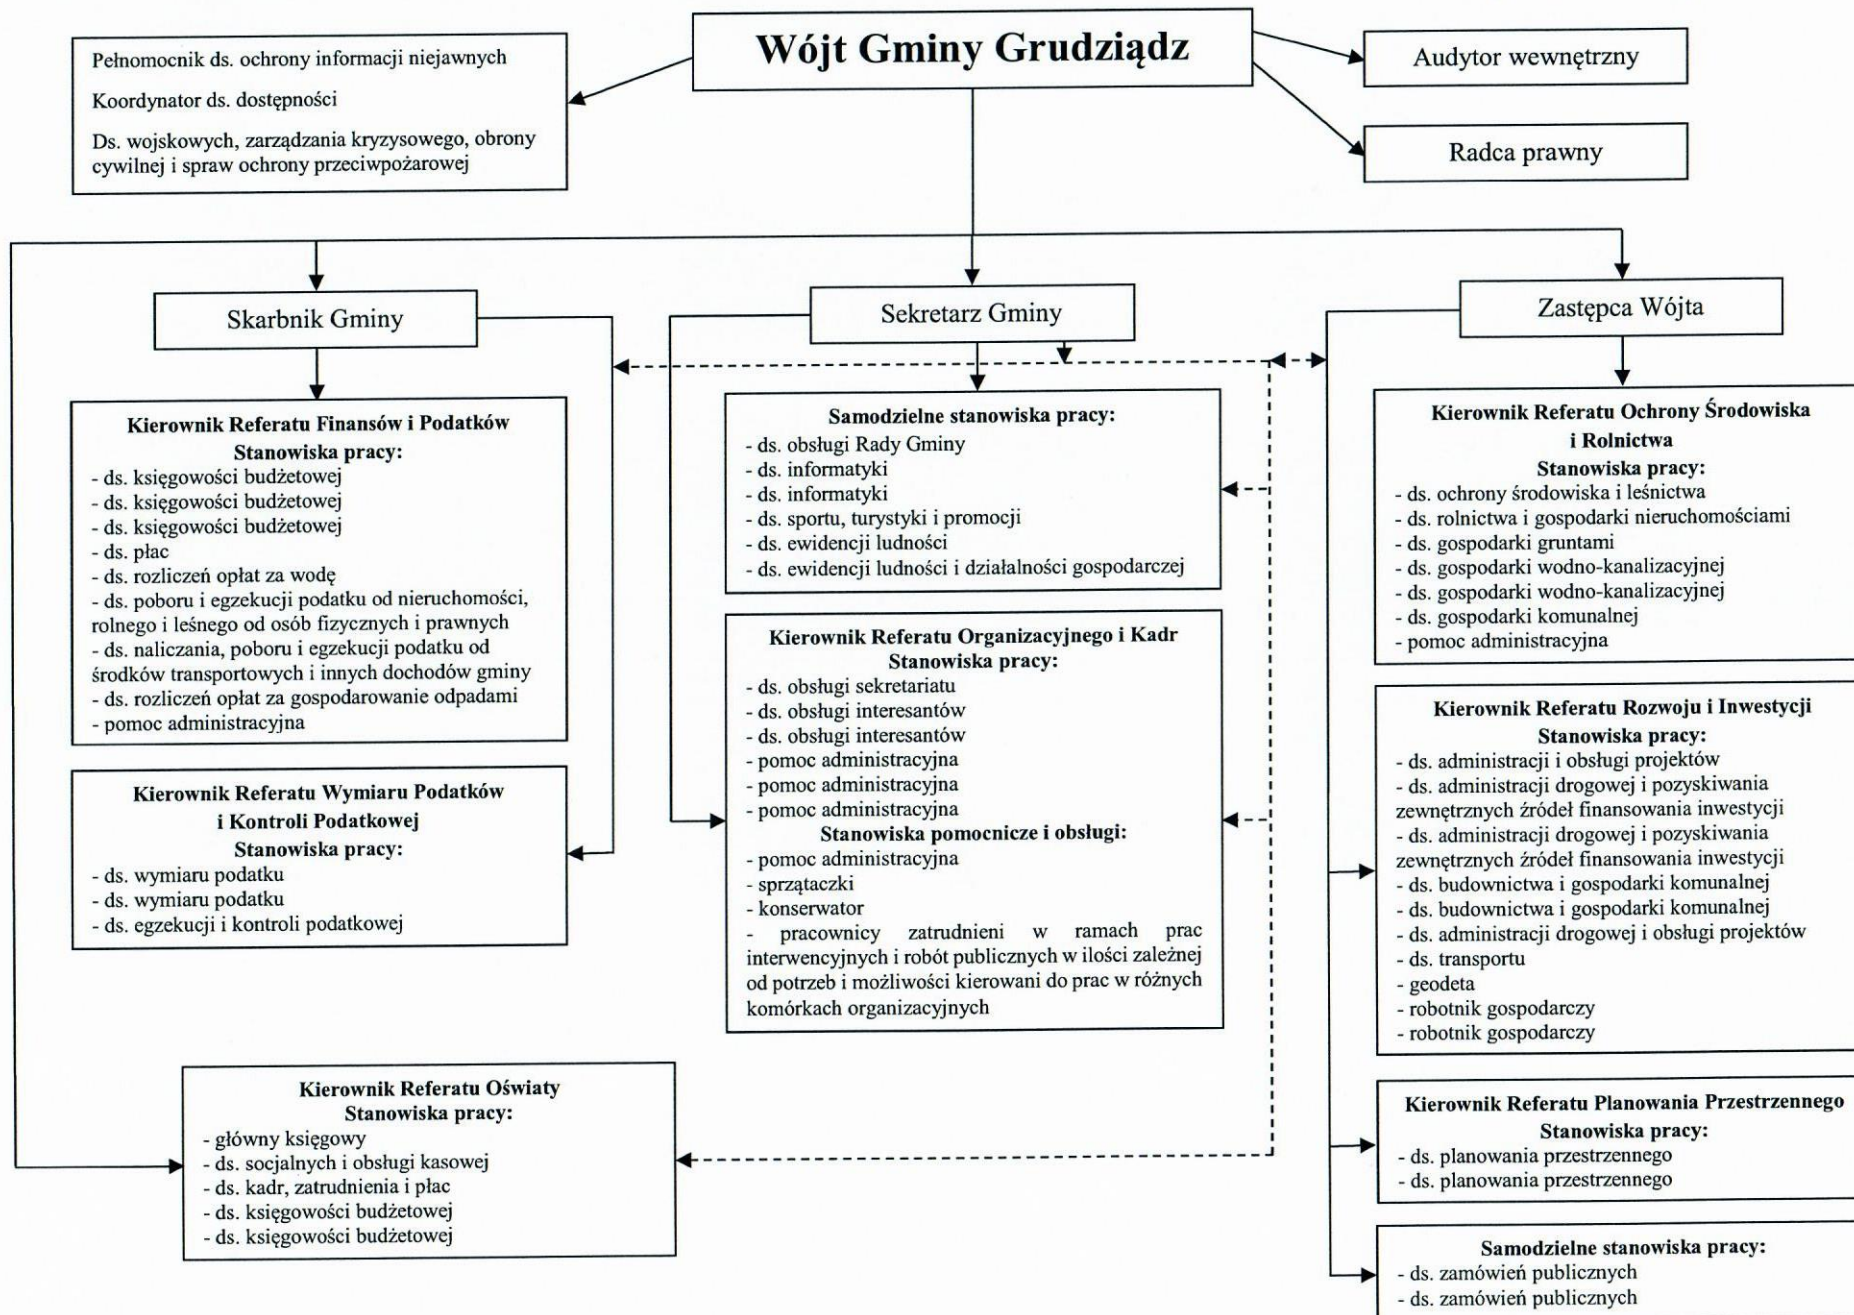 Wójt Gminy Grudziądz
Pełnomocnik ds. ochrony informacji niejawnych
Koordynator ds. dostępności
Ds. wojskowych, zarządzania kryzysowego, obrony
cywilnej i spraw ochrony przeciwpożarowej
Audytor wewnętrzny
Radca prawny
Skarbnik Gminy
Sekretarz Gminy
Zastępca Wójta
Kierownik Referatu Finansów i Podatków
Stanowiska pracy:
- ds. księgowości budżetowej
- ds. księgowości budżetowej
- ds. księgowości budżetowej
- ds. płac
- ds. rozliczeń opłat za wodę
- ds. poboru i egzekucji podatku od nieruchomości,
rolnego i leśnego od osób fizycznych i prawnych
- ds. naliczania, poboru i egzekucji podatku od
środków transportowych i innych dochodów gminy
- ds. rozliczeń opłat za gospodarowanie odpadami
- pomoc administracyjna
Kierownik Referatu Wymiaru Podatków
i Kontroli Podatkowej
Stanowiska pracy:
- ds. wymiaru podatku
- ds. wymiaru podatku
- ds. egzekucji i kontroli podatkowej
Kierownik Referatu Oświaty
Stanowiska pracy:
- główny księgowy
- ds. socjalnych i obsługi kasowej
- ds. kadr, zatrudnienia i płac
- ds. księgowości budżetowej
- ds. księgowości budżetowej
Samodzielne stanowiska pracy:
- ds. obsługi Rady Gminy
- ds. informatyki
- ds. informatyki
- ds. sportu, turystyki i promocji
- ds. ewidencji ludności
- ds. ewidencji ludności i działalności gospodarczej
Kierownik Referatu Organizacyjnego i Kadr
Stanowiska pracy:
- ds. obsługi sekretariatu
- ds. obsługi interesantów
- ds. obsługi interesantów
- pomoc administracyjna
- pomoc administracyjna
- pomoc administracyjna
Stanowiska pomocnicze i obsługi:
- pomoc administracyjna
- sprzątaczki
- konserwator
- pracownicy zatrudnieni w ramach prac
interwencyjnych i robót publicznych w ilości zależnej
od potrzeb i możliwości kierowani do prac w różnych
komórkach organizacyjnych
Kierownik Referatu Ochrony Środowiska
i Rolnictwa
Stanowiska pracy:
- ds. ochrony środowiska i leśnictwa
- ds. rolnictwa i gospodarki nieruchomościami
- ds. gospodarki gruntami
- ds. gospodarki wodno-kanalizacyjnej
- ds. gospodarki wodno-kanalizacyjnej
- ds. gospodarki komunalnej
- pomoc administracyjna
Kierownik Referatu Rozwoju i Inwestycji
Stanowiska pracy:
- ds. administracji i obsługi projektów
- ds. administracji drogowej i pozyskiwania
zewnętrznych źródeł finansowania inwestycji
- ds. administracji drogowej i pozyskiwania
zewnętrznych źródeł finansowania inwestycji
- ds. budownictwa i gospodarki komunalnej
- ds. budownictwa i gospodarki komunalnej
- ds. administracji drogowej i obsługi projektów
- ds. transportu
- geodeta
- robotnik gospodarczy
- robotnik gospodarczy
Kierownik Referatu Planowania Przestrzennego
Stanowiska pracy:
- ds. planowania przestrzennego
- ds. planowania przestrzennego
Samodzielne stanowiska pracy:
- ds. zamówień publicznych
- ds. zamówień publicznych